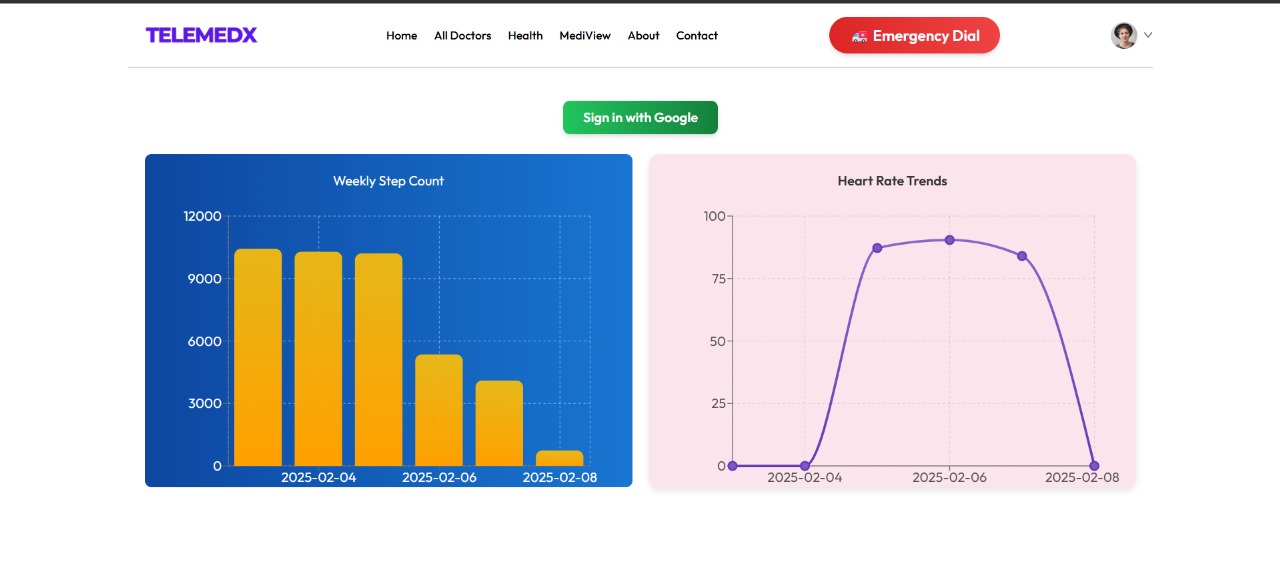 TELEMEDX
Home All Doctors Health MediView About Contact
🚑 Emergency Dial
Sign in with Google
Weekly Step Count
12000
9000
6000
3000
0
2025-02-04 2025-02-06 2025-02-08
Heart Rate Trends
100
75
50
25
0
2025-02-04 2025-02-06 2025-02-08